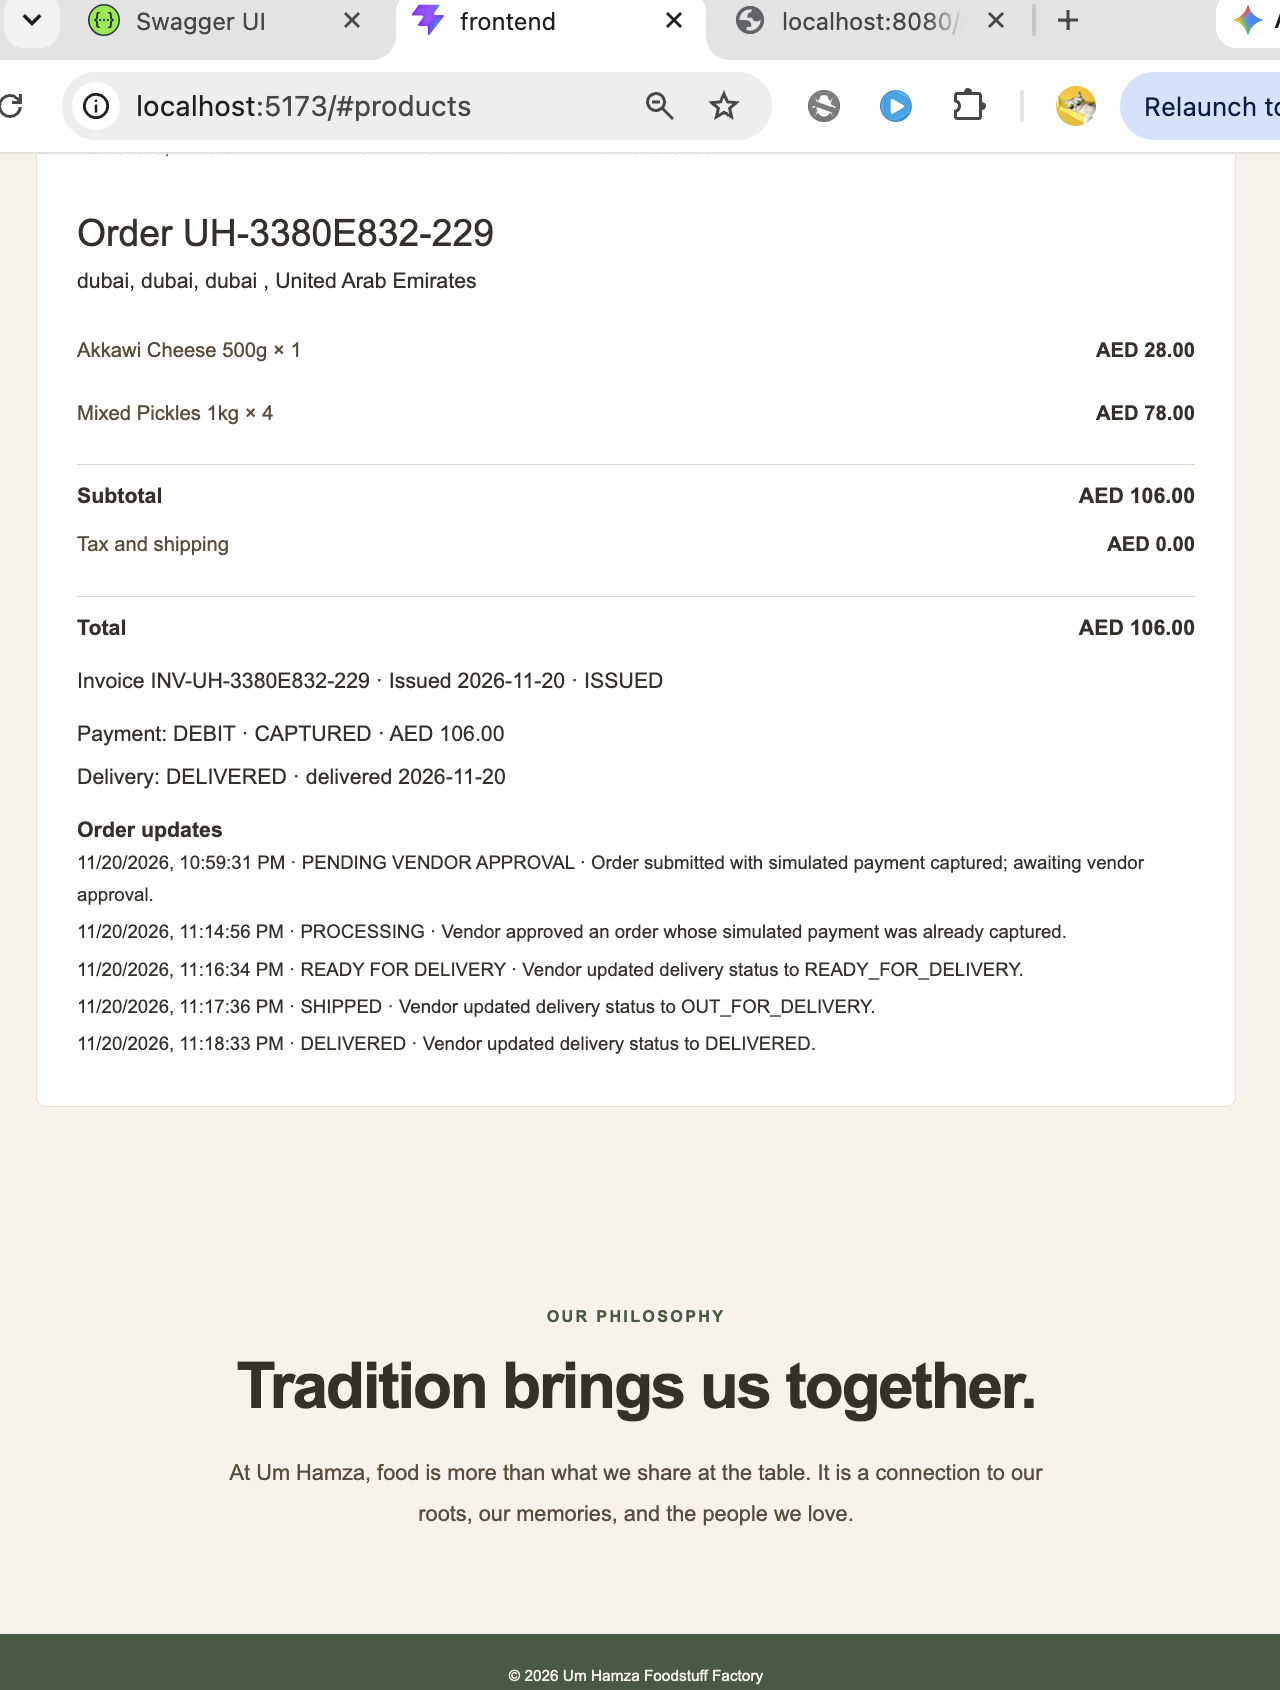 Swagger UI
frontend
localhost:8080/
localhost:5173/#products
Relaunch to
Order UH-3380E832-229
dubai, dubai, dubai , United Arab Emirates
Akkawi Cheese 500g × 1 AED 28.00
Mixed Pickles 1kg × 4 AED 78.00
Subtotal AED 106.00
Tax and shipping AED 0.00
Total AED 106.00
Invoice INV-UH-3380E832-229 · Issued 2026-11-20 · ISSUED
Payment: DEBIT · CAPTURED · AED 106.00
Delivery: DELIVERED · delivered 2026-11-20
Order updates
11/20/2026, 10:59:31 PM · PENDING VENDOR APPROVAL · Order submitted with simulated payment captured; awaiting vendor
approval.
11/20/2026, 11:14:56 PM · PROCESSING · Vendor approved an order whose simulated payment was already captured.
11/20/2026, 11:16:34 PM · READY FOR DELIVERY · Vendor updated delivery status to READY_FOR_DELIVERY.
11/20/2026, 11:17:36 PM · SHIPPED · Vendor updated delivery status to OUT_FOR_DELIVERY.
11/20/2026, 11:18:33 PM · DELIVERED · Vendor updated delivery status to DELIVERED.
OUR PHILOSOPHY
Tradition brings us together.
At Um Hamza, food is more than what we share at the table. It is a connection to our
roots, our memories, and the people we love.
© 2026 Um Hamza Foodstuff Factory